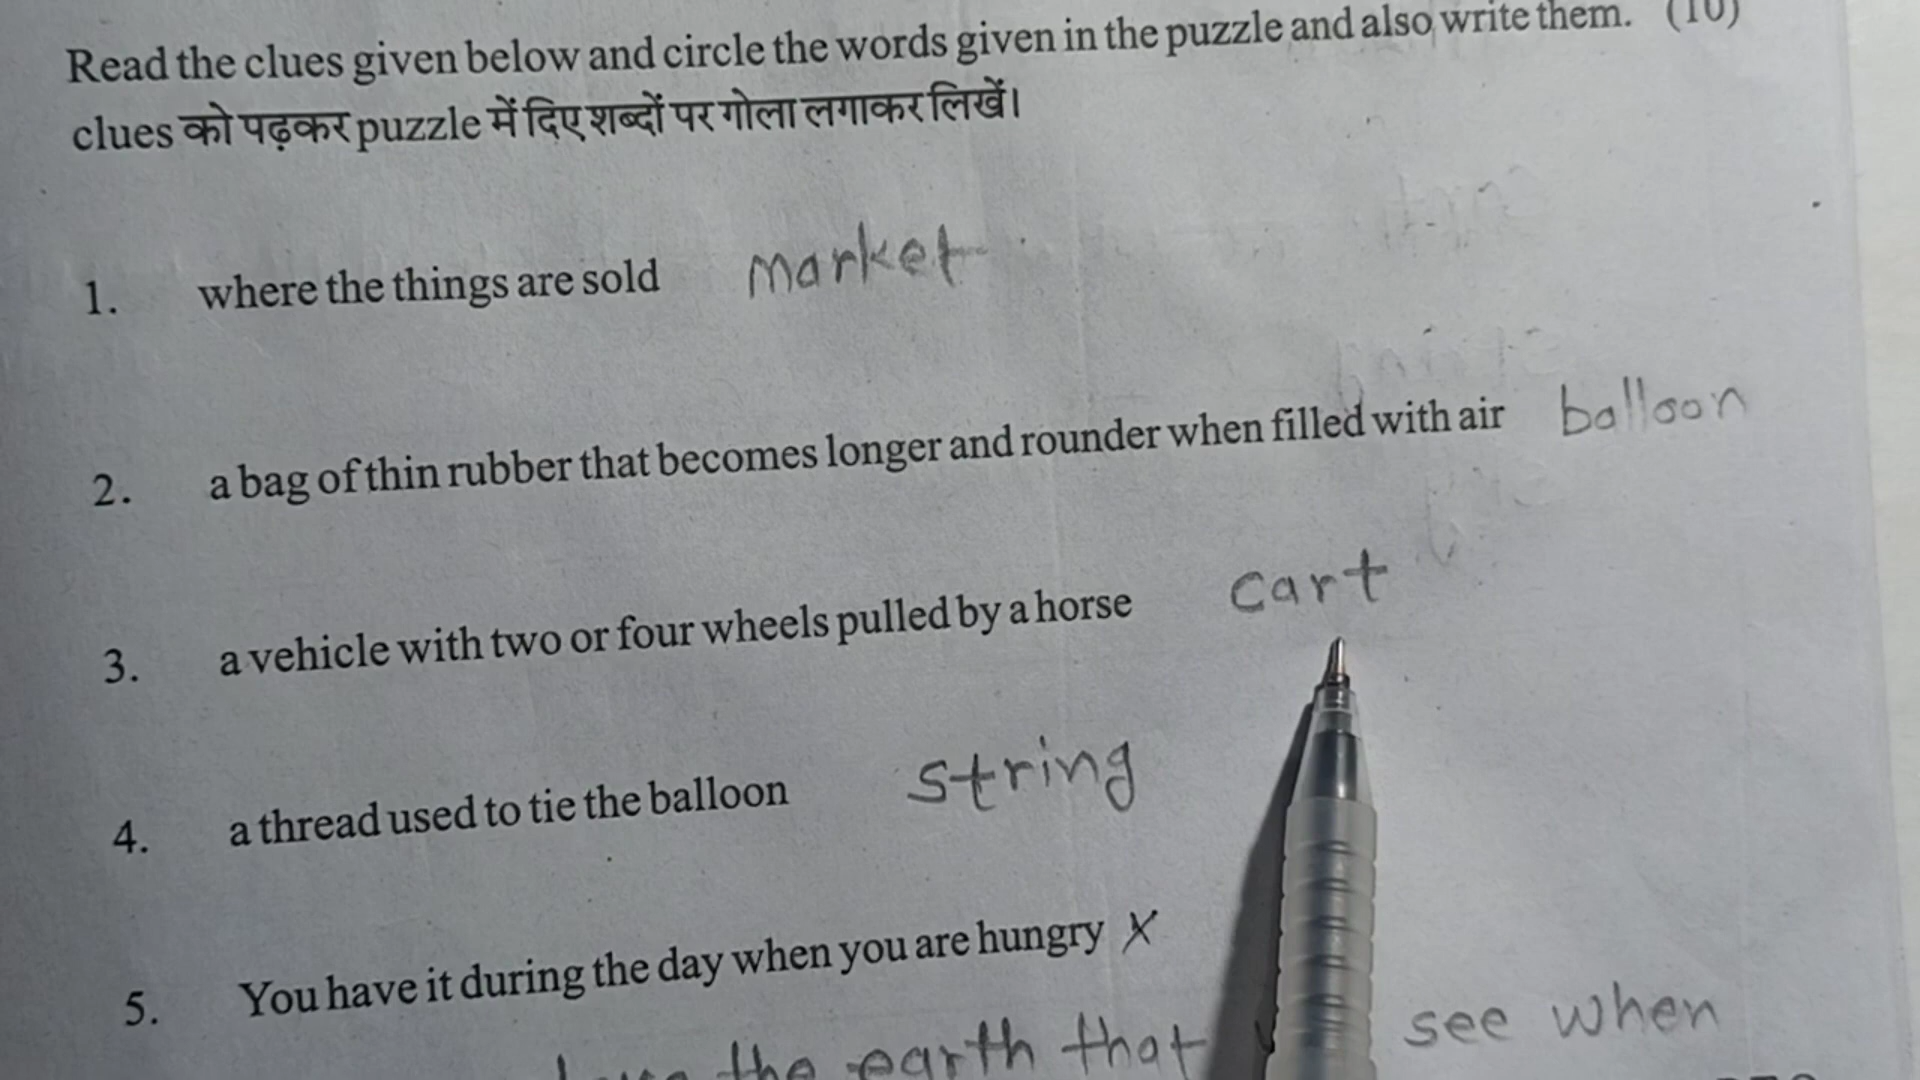 Read the clues given below and circle the words given in the puzzle and also write them. (10)
clues को पढ़कर puzzle में दिए शब्दों पर गोला लगाकर लिखें।
1. where the things are sold market
2. a bag of thin rubber that becomes longer and rounder when filled with air balloon
3. a vehicle with two or four wheels pulled by a horse cart
4. a thread used to tie the balloon string
5. You have it during the day when you are hungry X
the earth that see when